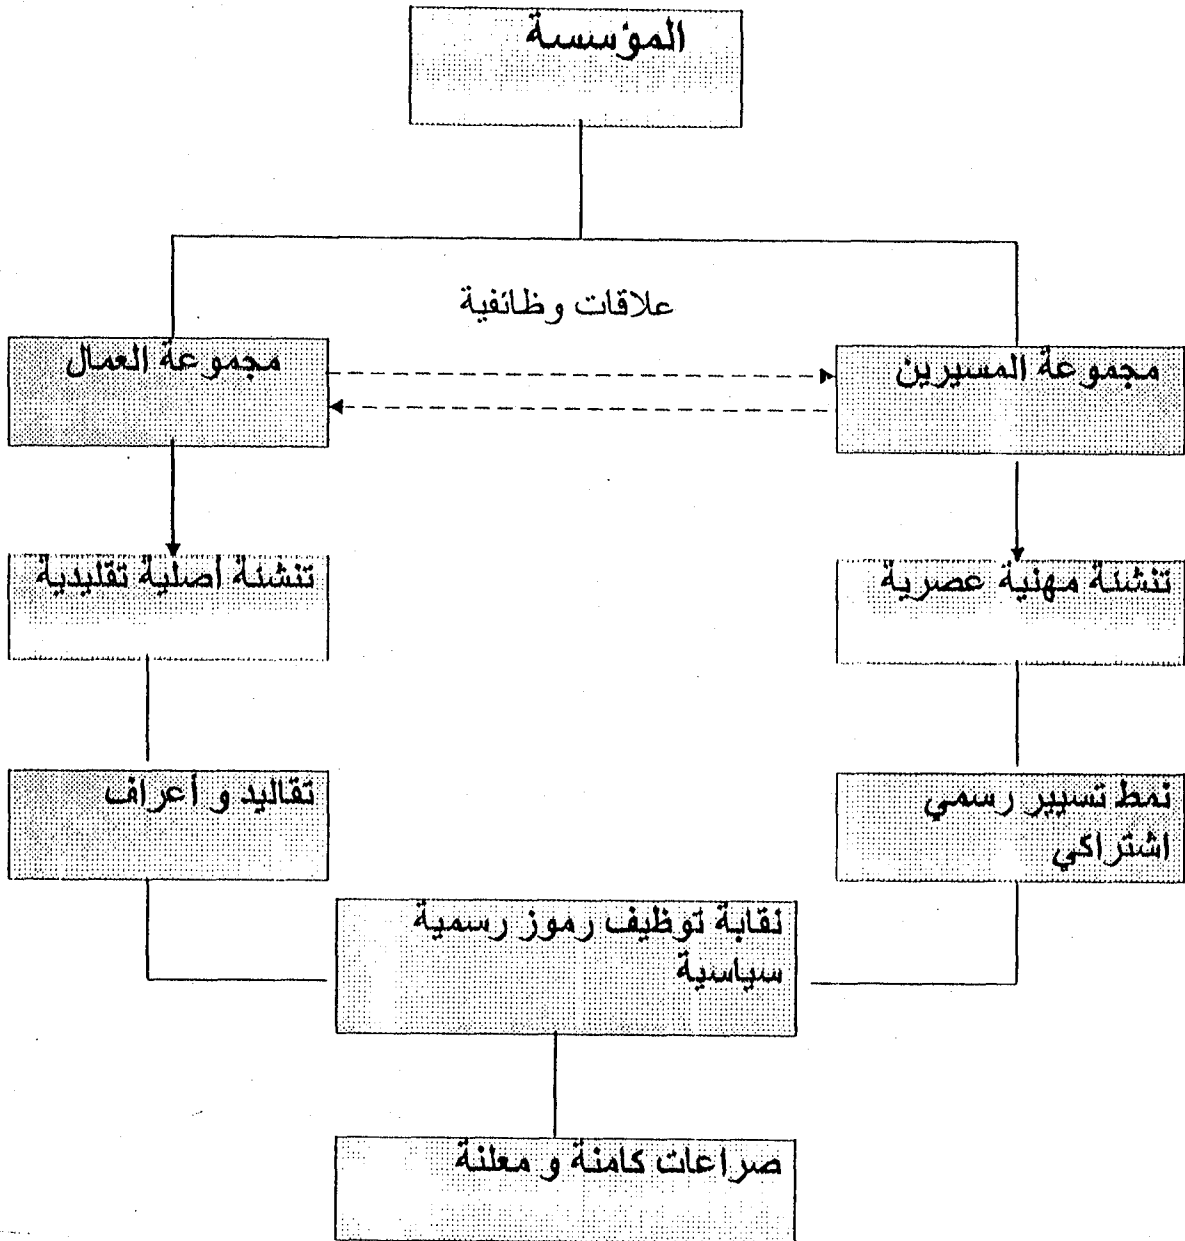 المؤسسة
علاقات وظائفية
مجموعة المسيرين
مجموعة العمال
تنشئة مهنية عصرية
تنشئة أصلية تقليدية
نمط تسيير رسمي
اشتراكي
تقاليد و أعراف
نقابة توظيف رموز رسمية
سياسية
صراعات كامنة و معلنة